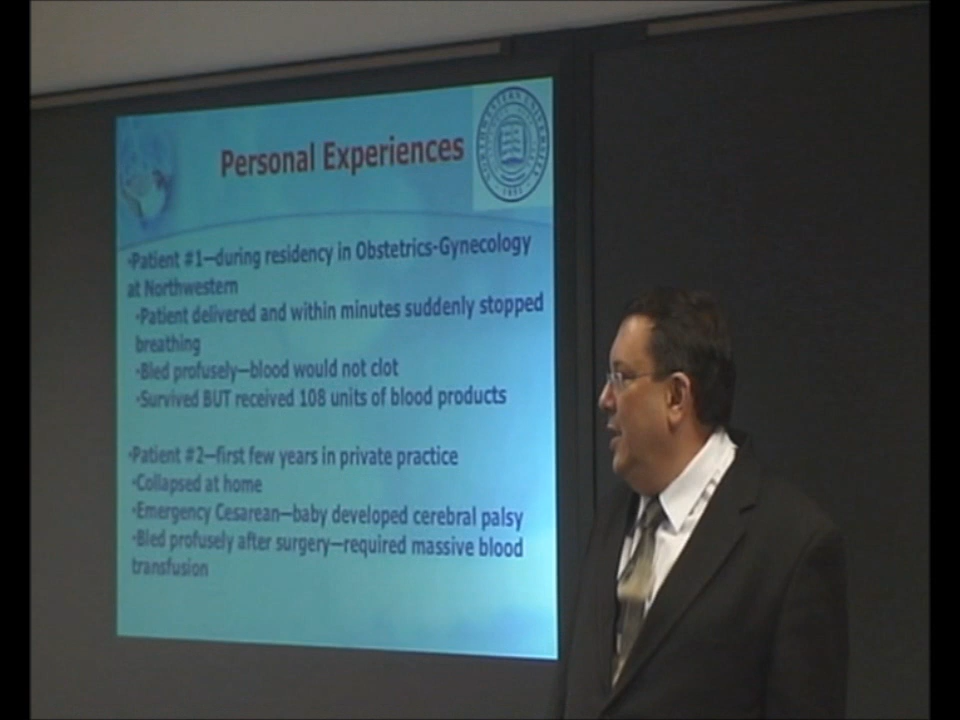 NORTHWESTERN UNIVERSITY
1851
Personal Experiences
•Patient #1—during residency in Obstetrics-Gynecology
at Northwestern
•Patient delivered and within minutes suddenly stopped
breathing
•Bled profusely—blood would not clot
•Survived BUT received 108 units of blood products
•Patient #2—first few years in private practice
•Collapsed at home
•Emergency Cesarean—baby developed cerebral palsy
•Bled profusely after surgery—required massive blood
transfusion